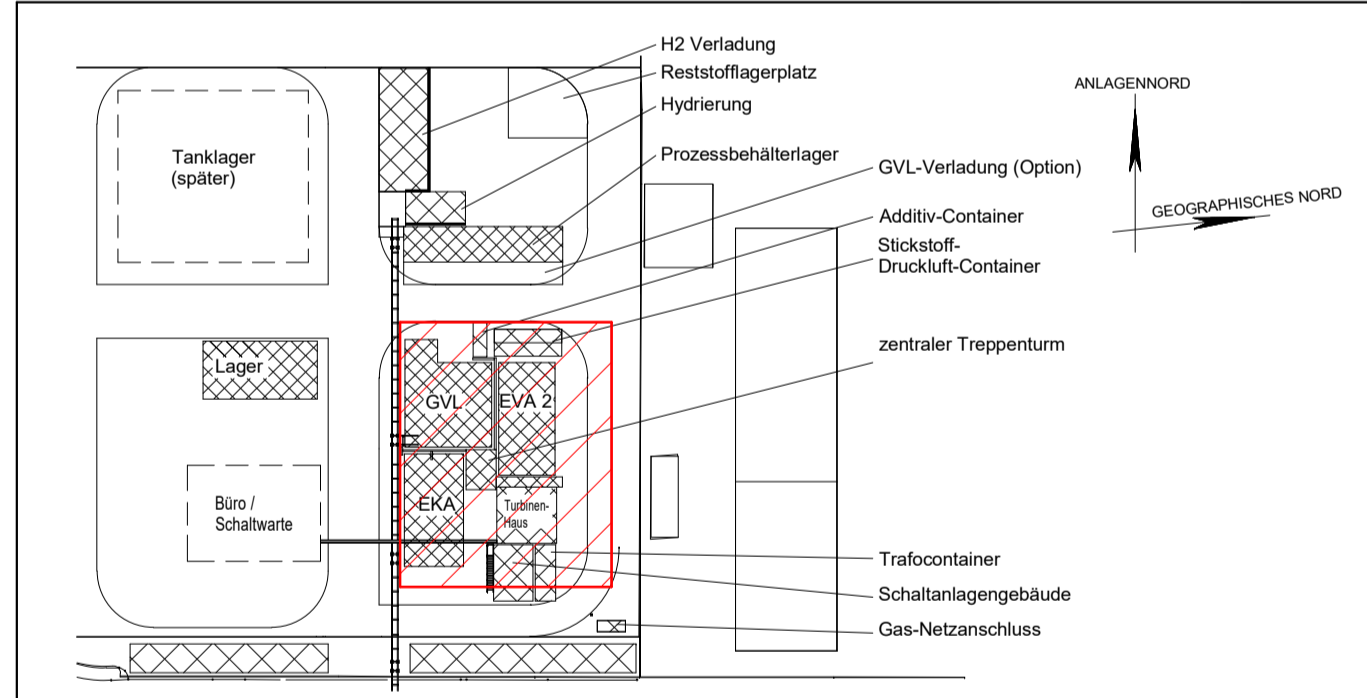 H2 Verladung
Reststofflagerplatz
Hydrierung
Prozessbehälterlager
GVL-Verladung (Option)
Additiv-Container
Stickstoff-
Druckluft-Container
zentraler Treppenturm
Trafocontainer
Schaltanlagengebäude
Gas-Netzanschluss
ANLAGENNORD
GEOGRAPHISCHES NORD
Tanklager
(später)
Lager
GVL
EVA 2
EKA
Turbinen-
Haus
Büro /
Schaltwarte